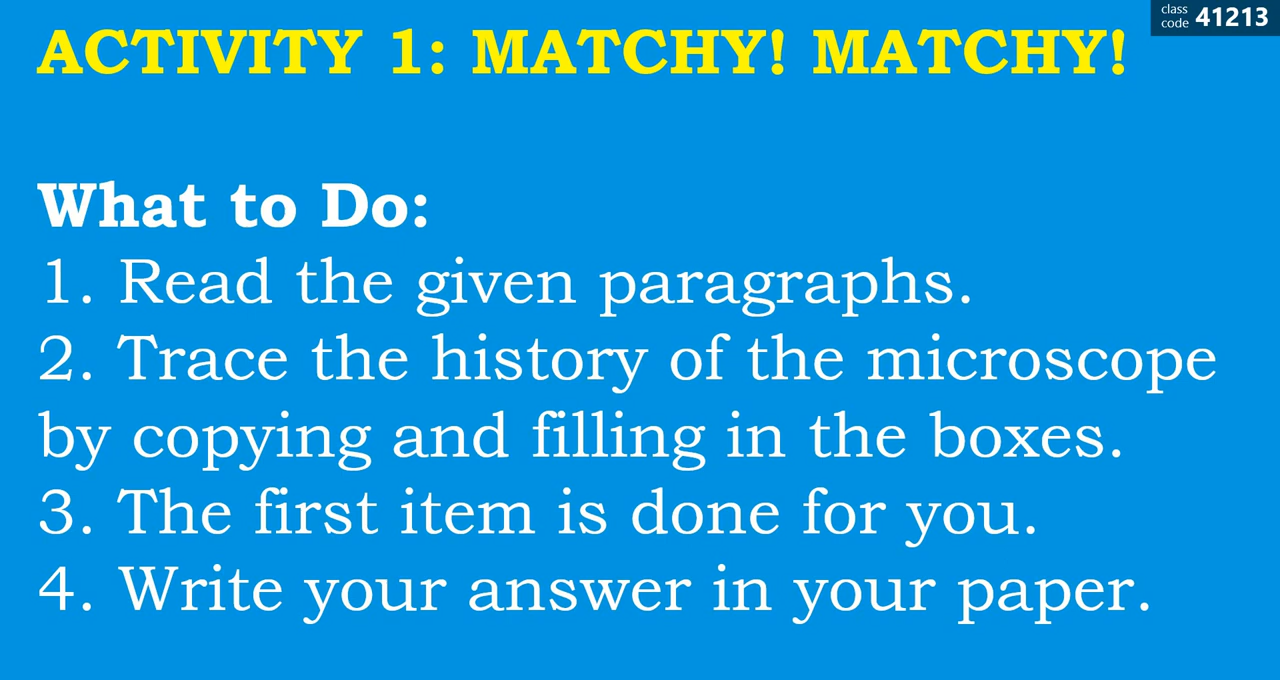 class
code 41213
ACTIVITY 1: MATCHY! MATCHY!
What to Do:
1. Read the given paragraphs.
2. Trace the history of the microscope
by copying and filling in the boxes.
3. The first item is done for you.
4. Write your answer in your paper.